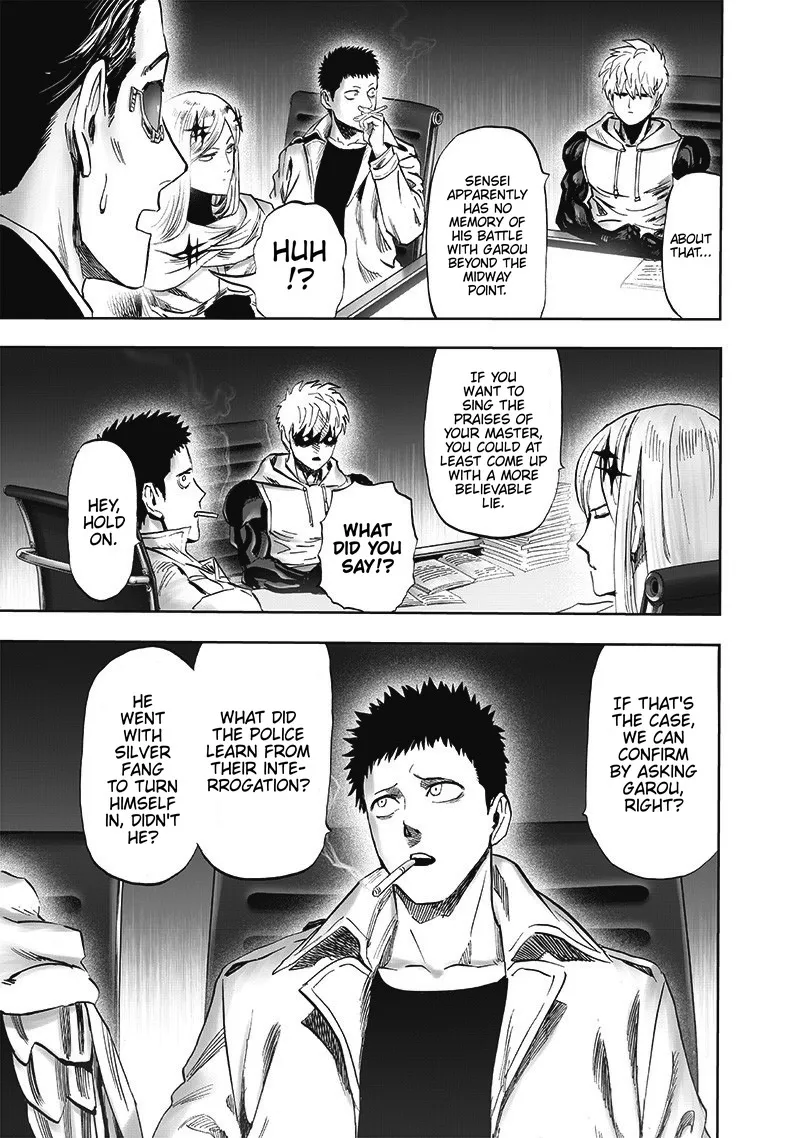 ABOUT
THAT...
SENSEI
APPARENTLY
HAS NO
MEMORY OF
HIS BATTLE
WITH GAROU
BEYOND THE
MIDWAY
POINT.
HUH
!?
IF YOU
WANT TO
SING THE
PRAISES OF
YOUR MASTER,
YOU COULD AT
LEAST COME UP
WITH A MORE
BELIEVABLE
LIE.
WHAT
DID YOU
SAY!?
HEY,
HOLD
ON.
IF THAT'S
THE CASE,
WE CAN
CONFIRM
BY ASKING
GAROU,
RIGHT?
WHAT DID
THE POLICE
LEARN FROM
THEIR INTE-
RROGATION?
HE
WENT
WITH
SILVER
FANG
TO TURN
HIMSELF
IN, DIDN'T
HE?